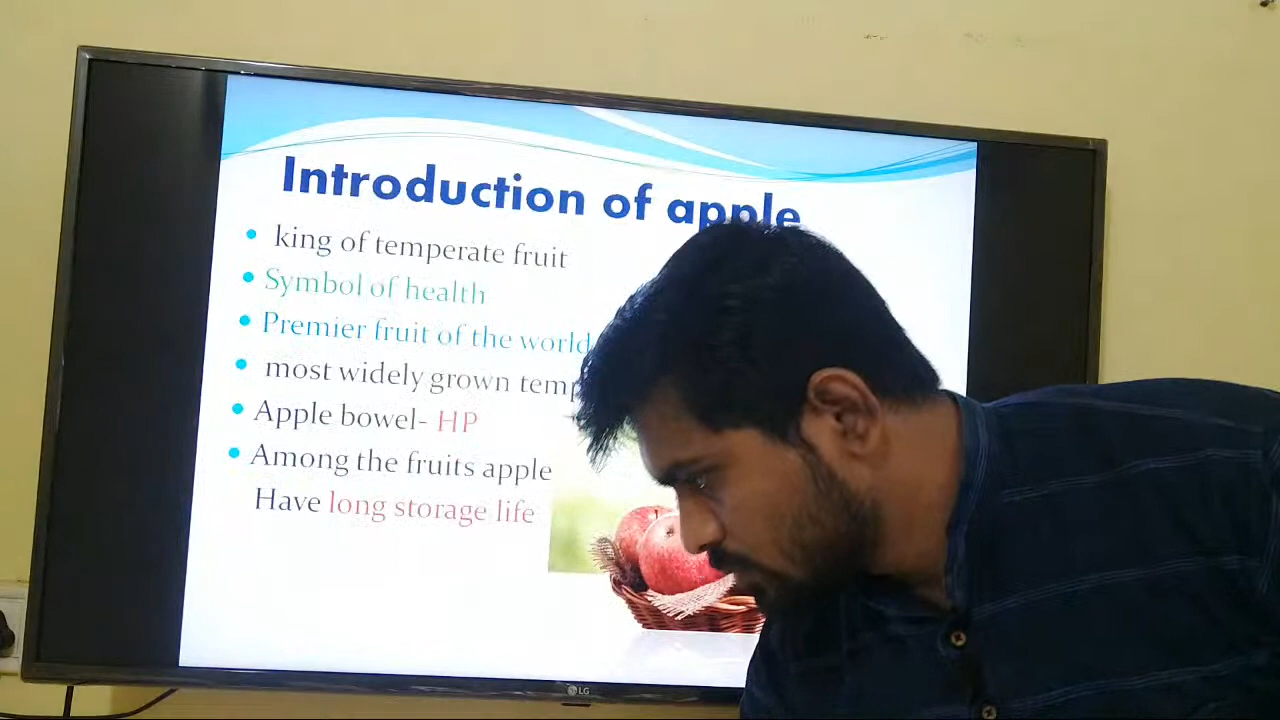 Introduction of apple
king of temperate fruit
Symbol of health
Premier fruit of the world
most widely grown
Apple bowel- HP
Among the fruits apple
Have long storage life
LG